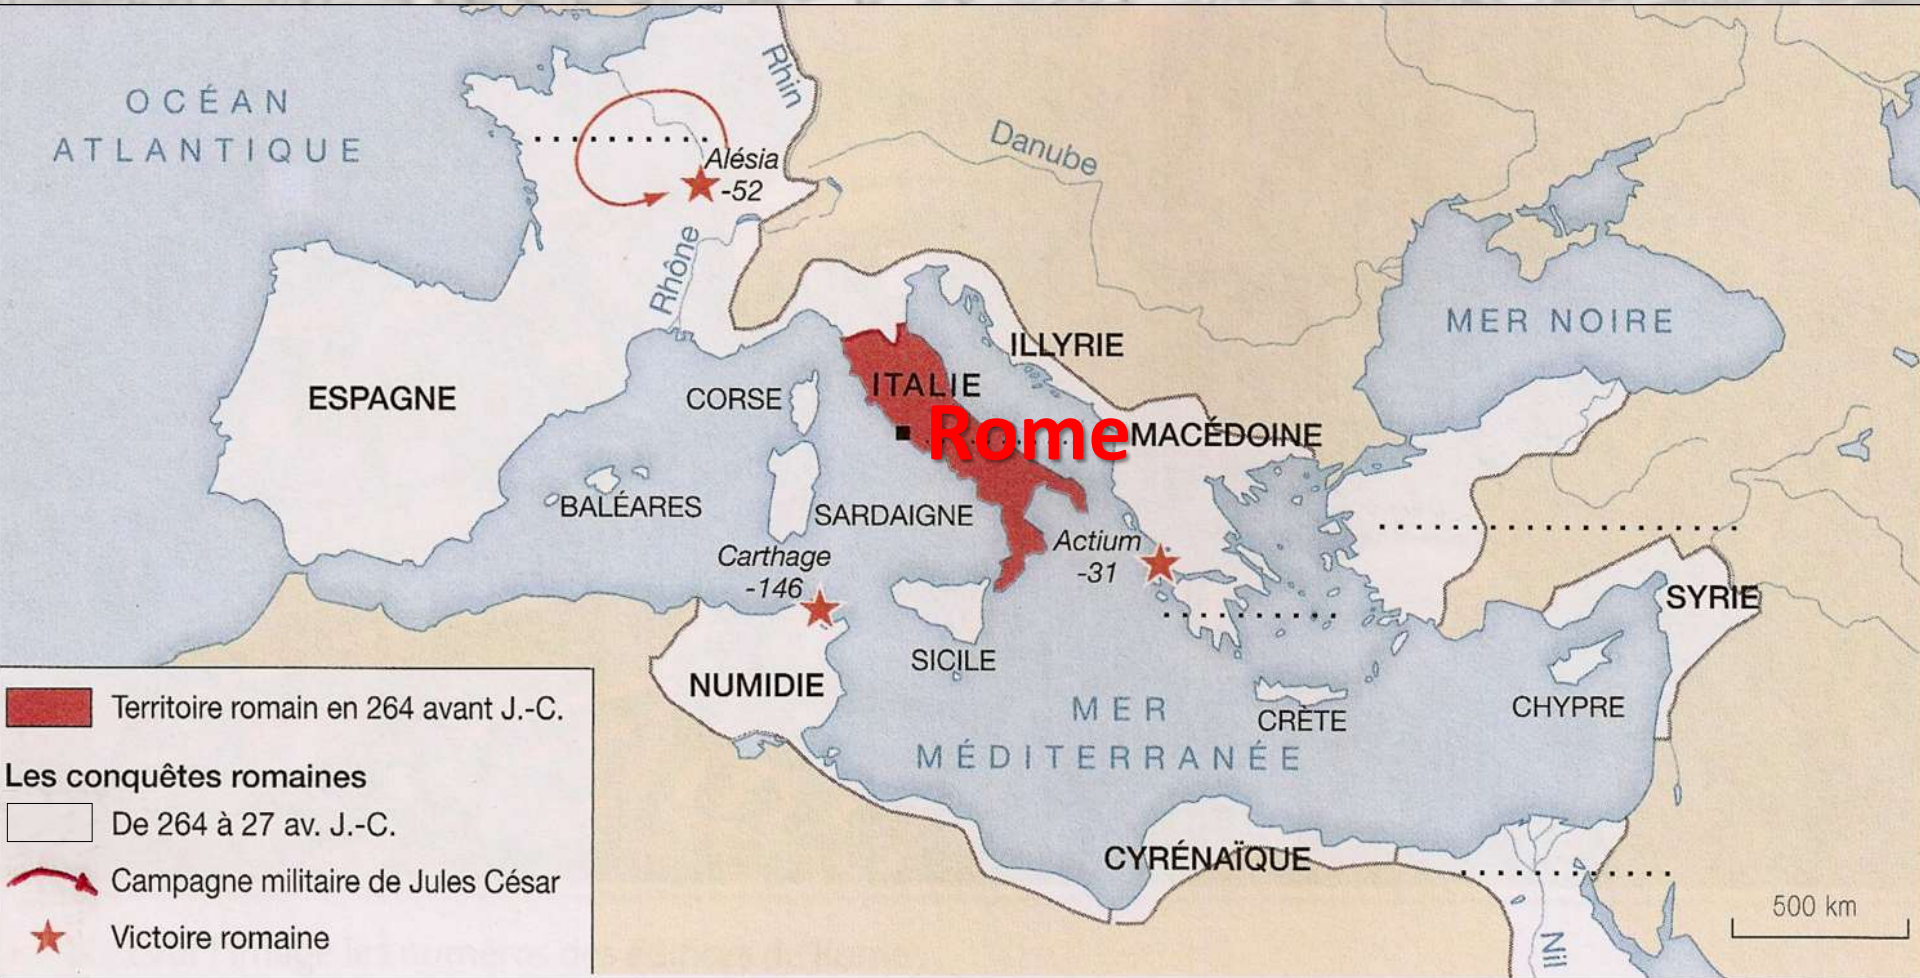 OCÉAN
ATLANTIQUE
Rhin
Alésia
-52
Danube
Rhône
MER NOIRE
ILLYRIE
ITALIE
ESPAGNE
CORSE
Rome
MACÉDOINE
BALÉARES
SARDAIGNE
Carthage
-146
Actium
-31
SYRIE
SICILE
NUMIDIE
MER
MÉDITERRANÉE
CRÈTE
CHYPRE
CYRÉNAÏQUE
Nil
500 km
Territoire romain en 264 avant J.-C.
Les conquêtes romaines
De 264 à 27 av. J.-C.
Campagne militaire de Jules César
Victoire romaine